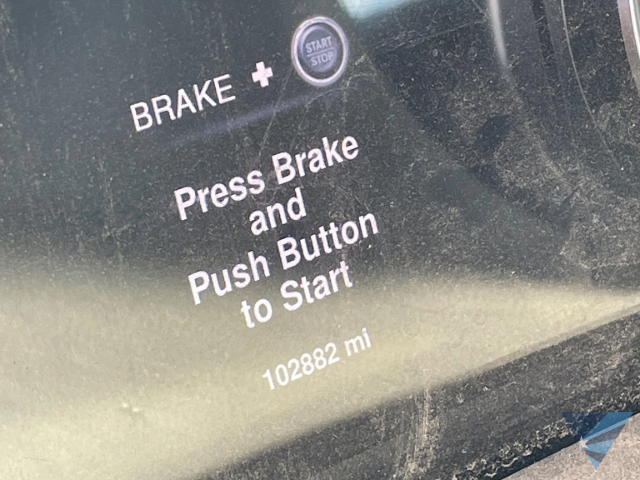 START
STOP
BRAKE +
Press Brake
and
Push Button
to Start
102882 mi